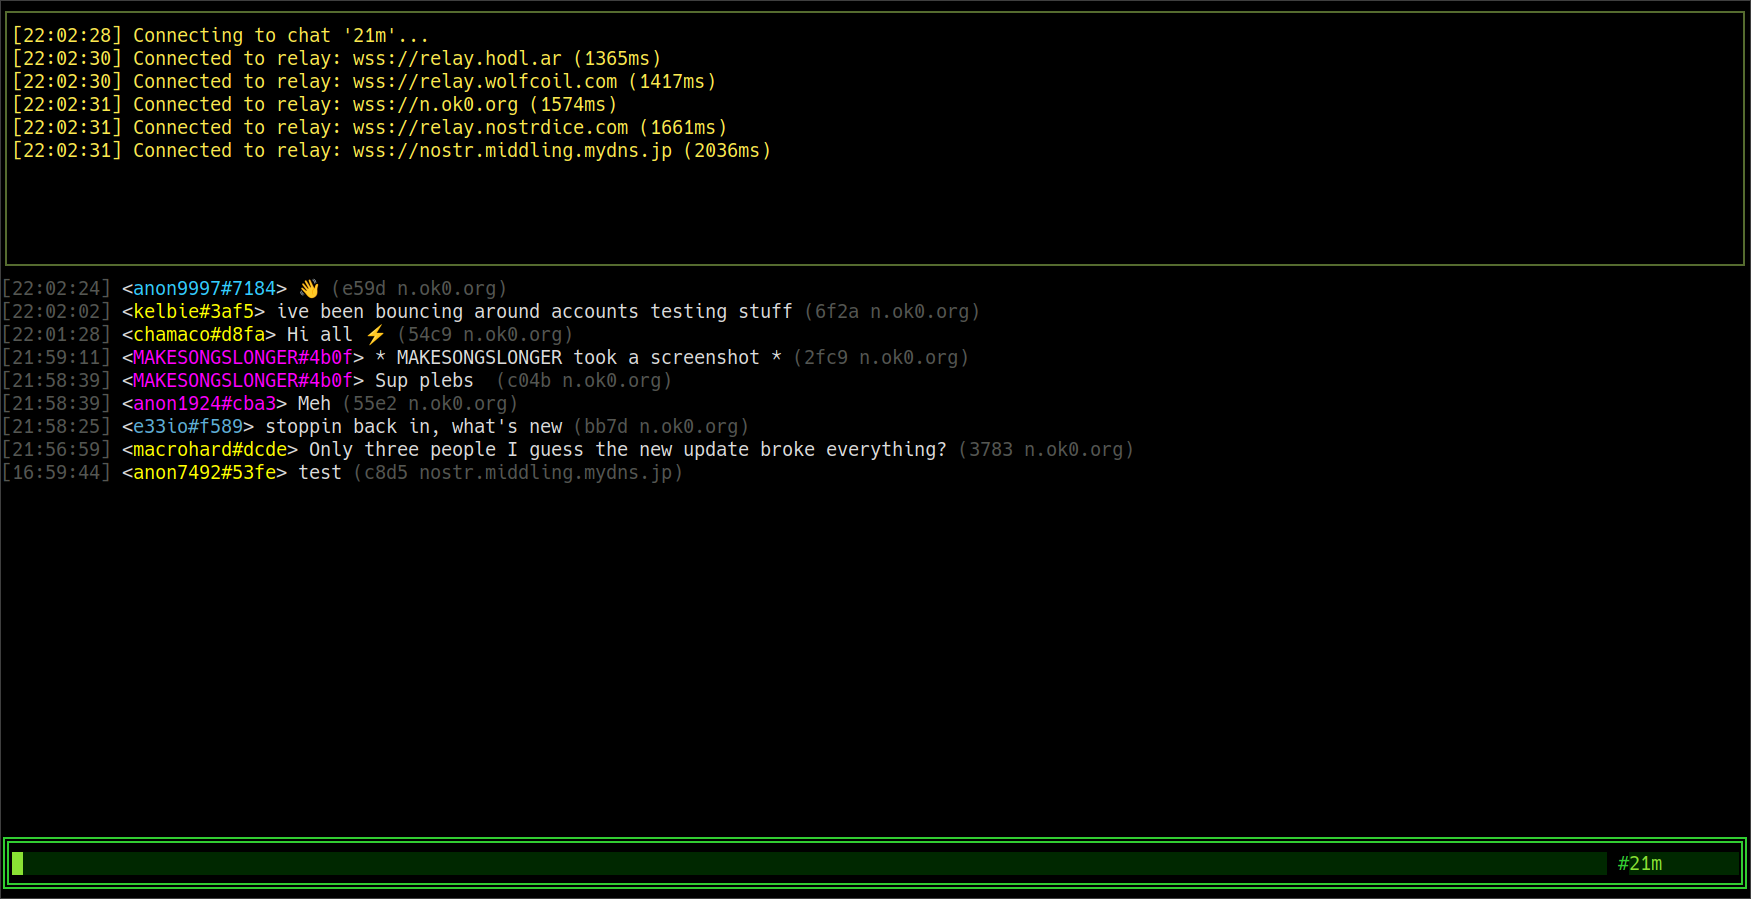 [22:02:28] Connecting to chat '21m'...
[22:02:30] Connected to relay: wss://relay.hodl.ar (1365ms)
[22:02:30] Connected to relay: wss://relay.wolfcoil.com (1417ms)
[22:02:31] Connected to relay: wss://n.ok0.org (1574ms)
[22:02:31] Connected to relay: wss://relay.nostrdice.com (1661ms)
[22:02:31] Connected to relay: wss://nostr.middling.mydns.jp (2036ms)
[22:02:24] <anon9997#7184> 👋 (e59d n.ok0.org)
[22:02:02] <kelbie#3af5> ive been bouncing around accounts testing stuff (6f2a n.ok0.org)
[22:01:28] <chamaco#d8fa> Hi all ⚡ (54c9 n.ok0.org)
[21:59:11] <MAKESONGSLONGER#4b0f> * MAKESONGSLONGER took a screenshot * (2fc9 n.ok0.org)
[21:58:39] <MAKESONGSLONGER#4b0f> Sup plebs  (c04b n.ok0.org)
[21:58:39] <anon1924#cba3> Meh (55e2 n.ok0.org)
[21:58:25] <e33io#f589> stoppin back in, what's new (bb7d n.ok0.org)
[21:56:59] <macrohard#dcde> Only three people I guess the new update broke everything? (3783 n.ok0.org)
[16:59:44] <anon7492#53fe> test (c8d5 nostr.middling.mydns.jp)
#21m